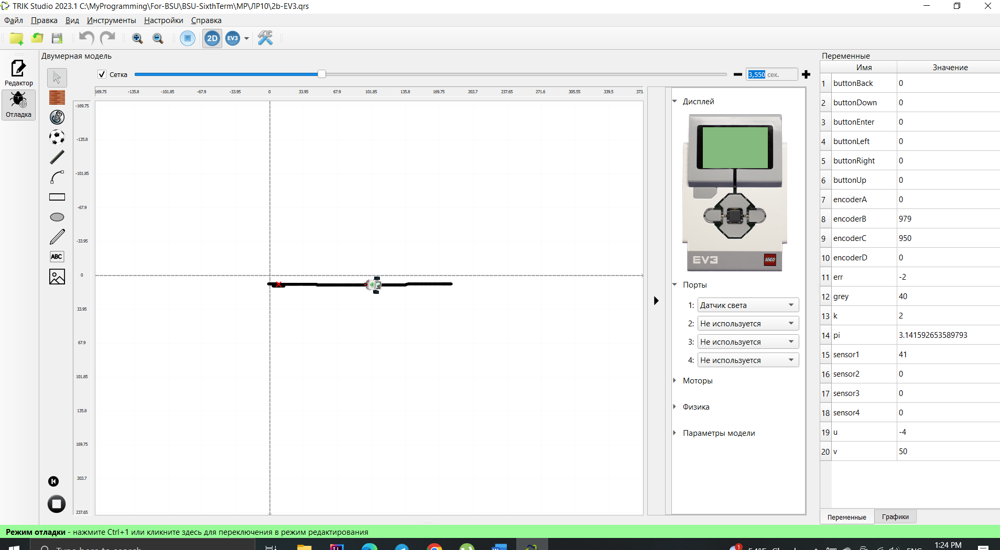 TRIK Studio 2023.1 C:\MyProgramming\For-BSU\BSU-SixthTerm\MP\ЛР10\2b-EV3.qrs
Файл Правка Вид Инструменты Настройки Справка
2D EV3
Редактор
Отладка
Двумерная модель
Сетка
3,550 сек.
169.75 -135.8 -101.85 -67.9 -33.95 0 33.95 67.9 101.85 135.8 169.75 203.7 237.65 271.6 305.55 339.5 373.
-169.75
-135.8
-101.85
-67.9
-33.95
0
33.95
67.9
101.85
135.8
169.75
203.7
237.65
ABC
Дисплей
EV3 LEGO
Порты
1: Датчик света
2: Не используется
3: Не используется
4: Не используется
Моторы
Физика
Параметры модели
Переменные
Имя Значение
1 buttonBack 0
2 buttonDown 0
3 buttonEnter 0
4 buttonLeft 0
5 buttonRight 0
6 buttonUp 0
7 encoderA 0
8 encoderB 979
9 encoderC 950
10 encoderD 0
11 err -2
12 grey 40
13 k 2
14 pi 3.141592653589793
15 sensor1 41
16 sensor2 0
17 sensor3 0
18 sensor4 0
19 u -4
20 v 50
Переменные Графики
Режим отладки - нажмите Ctrl+1 или кликните здесь для переключения в режим редактирования
Type here to search
1
54°F
ENG
1:24 PM